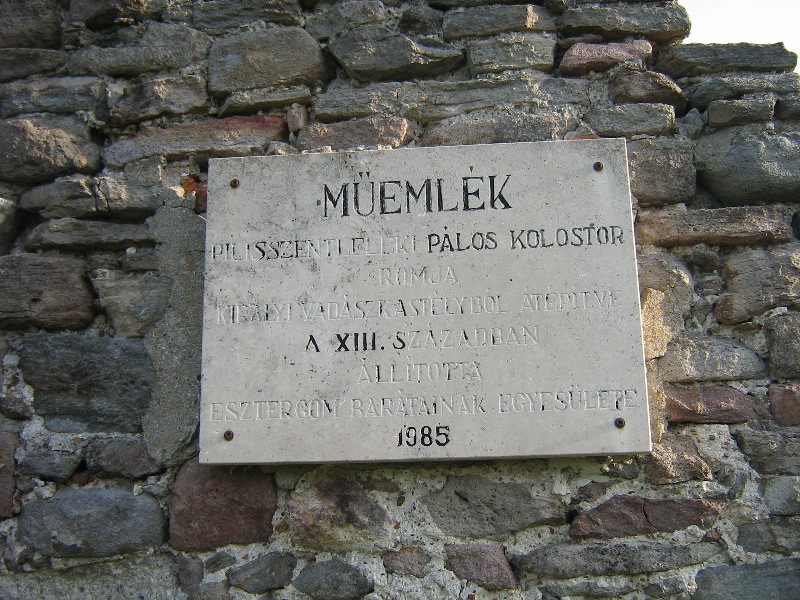 MŰEMLÉK
PILISSZENTLÉLEKI PÁLOS KOLOSTOR
ROMJA
KIRÁLYI VADÁSZKASTÉLYBÓL ÁTÉPÍTVE
A XIII. SZÁZADBAN
ÁLLÍTOTTA
ESZTERGOM BARÁTAINAK EGYESÜLETE
1985